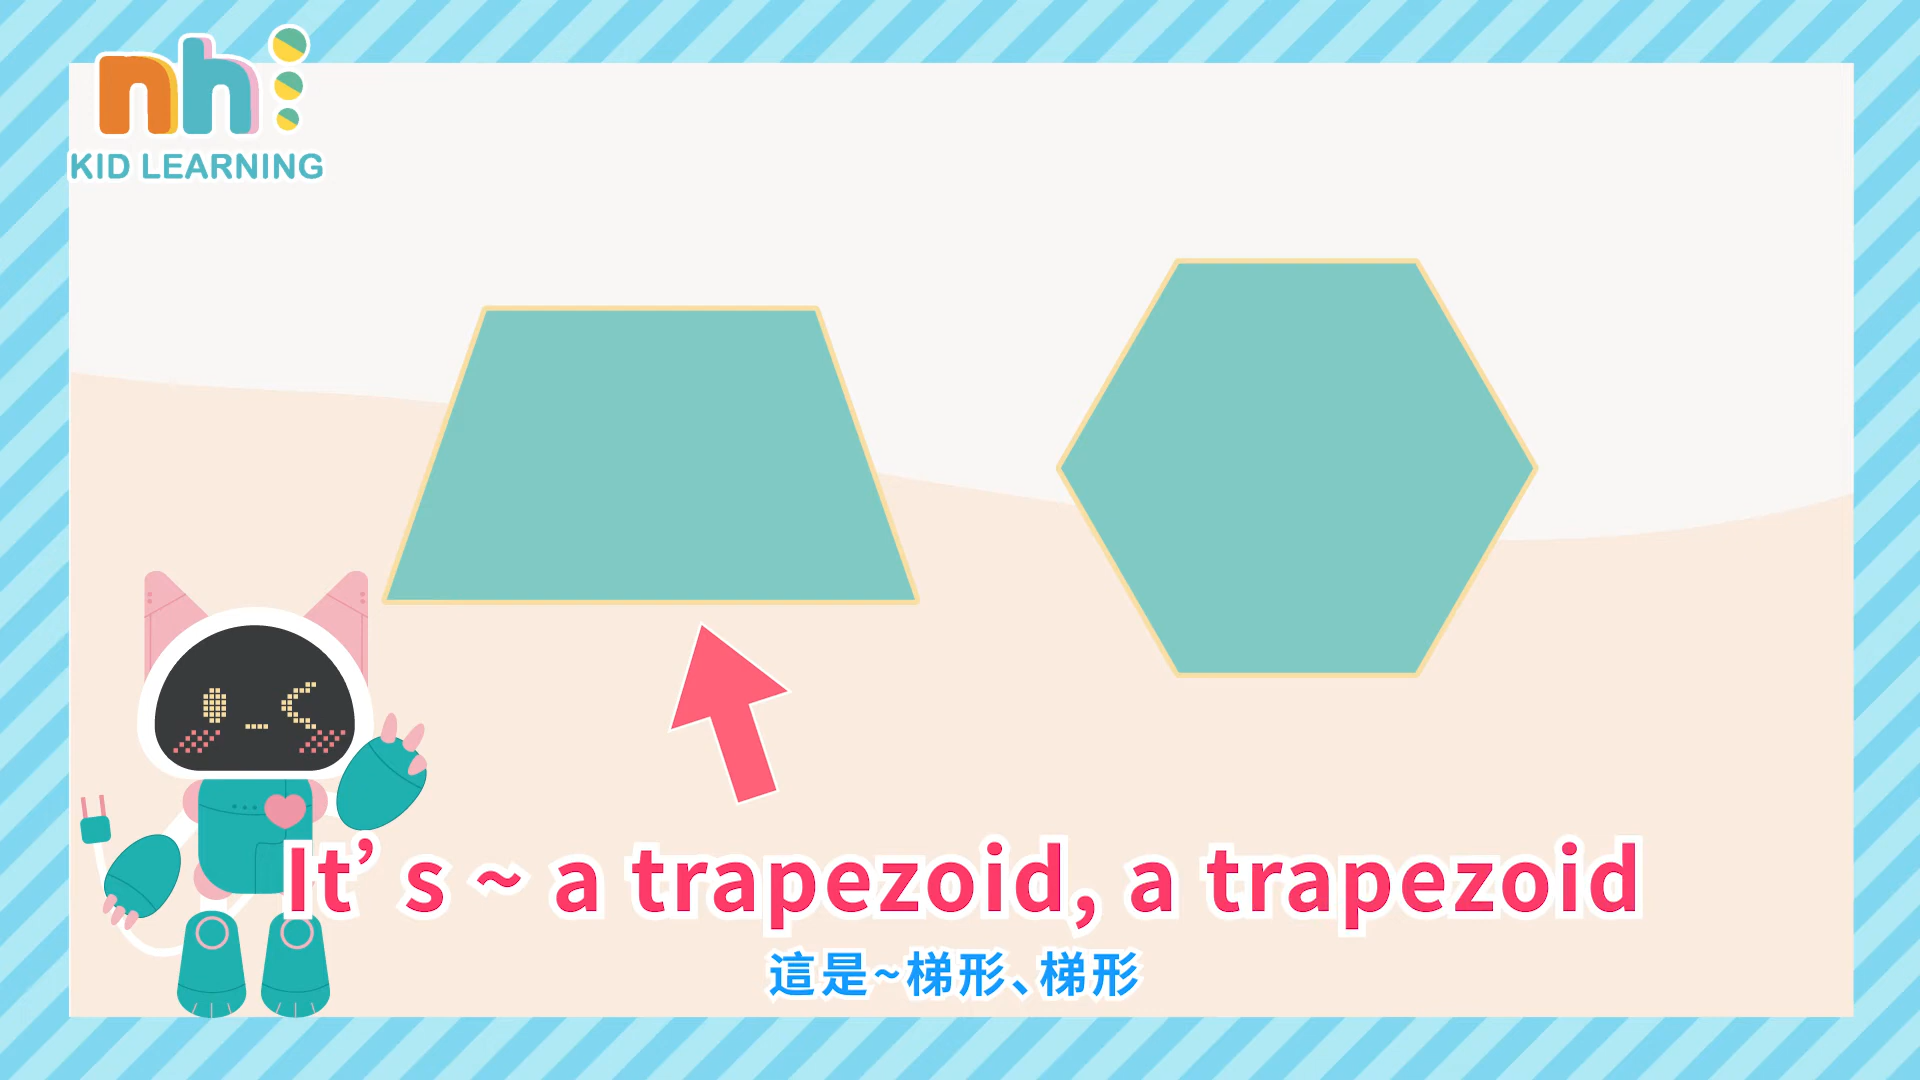 nh
KID LEARNING
It’s ~ a trapezoid, a trapezoid
這是~梯形、梯形